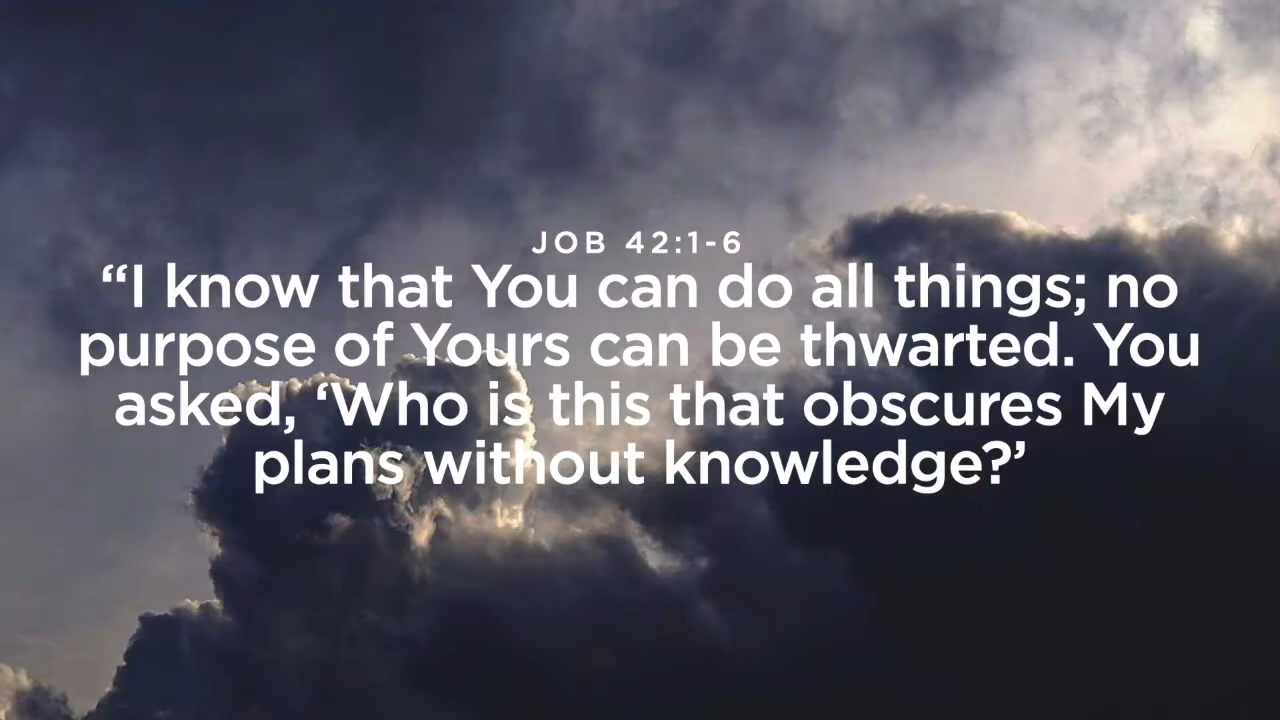 JOB 42:1-6
“I know that You can do all things; no
purpose of Yours can be thwarted. You
asked, ‘Who is this that obscures My
plans without knowledge?’